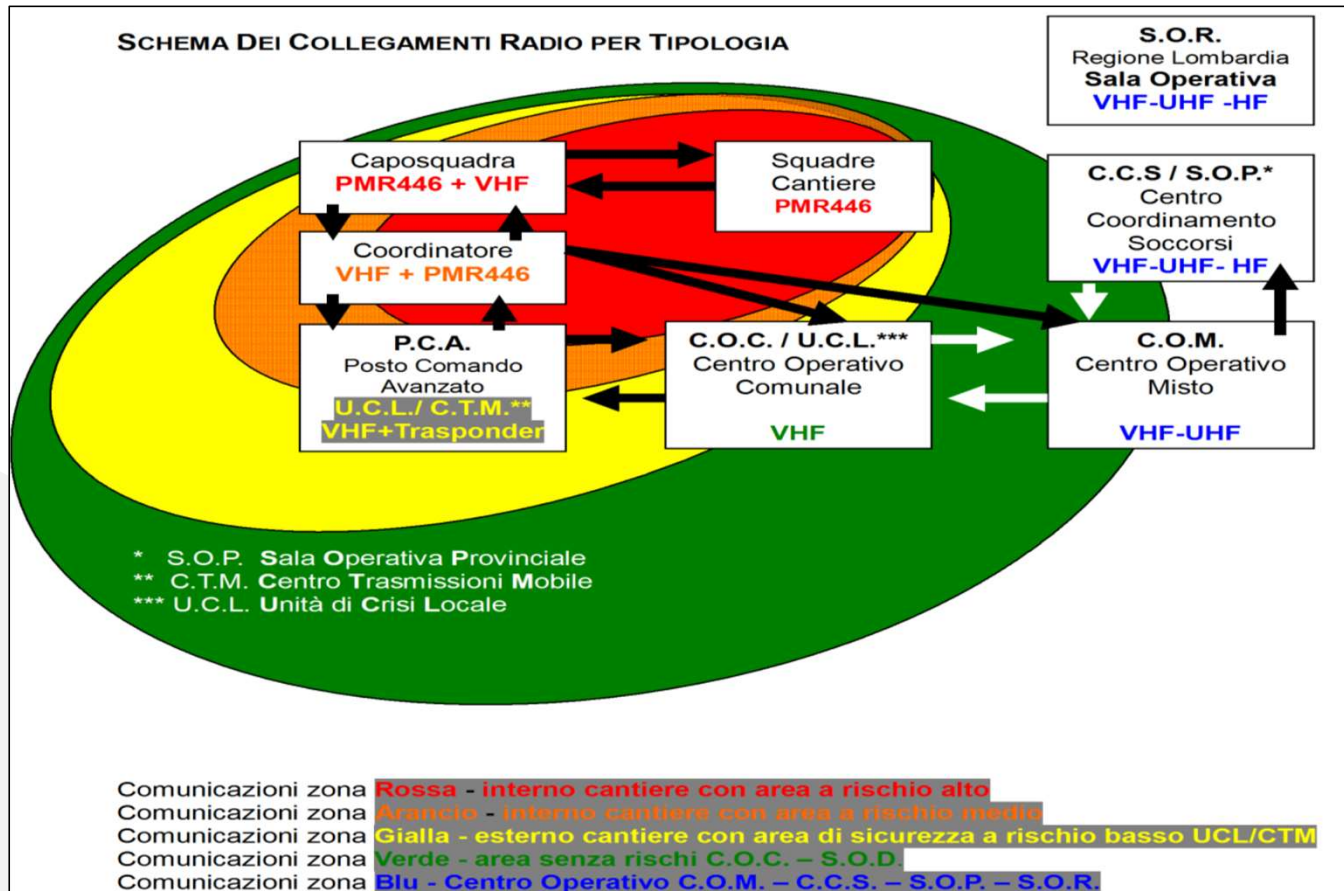 SCHEMA DEI COLLEGAMENTI RADIO PER TIPOLOGIA
S.O.R.
Regione Lombardia
Sala Operativa
VHF-UHF -HF
Caposquadra
PMR446 + VHF
Squadre
Cantiere
PMR446
C.C.S / S.O.P.*
Centro
Coordinamento
Soccorsi
VHF-UHF- HF
Coordinatore
VHF + PMR446
P.C.A.
Posto Comando
Avanzato
U.C.L./ C.T.M.**
VHF+Trasponder
C.O.C. / U.C.L.***
Centro Operativo
Comunale
VHF
C.O.M.
Centro Operativo
Misto
VHF-UHF
* S.O.P. Sala Operativa Provinciale
** C.T.M. Centro Trasmissioni Mobile
*** U.C.L. Unità di Crisi Locale
Comunicazioni zona Rossa - interno cantiere con area a rischio alto
Comunicazioni zona Arancio - interno cantiere con area a rischio medio
Comunicazioni zona Gialla - esterno cantiere con area di sicurezza a rischio basso UCL/CTM
Comunicazioni zona Verde - area senza rischi C.O.C. – S.O.D.
Comunicazioni zona Blu - Centro Operativo C.O.M. – C.C.S. – S.O.P. – S.O.R.